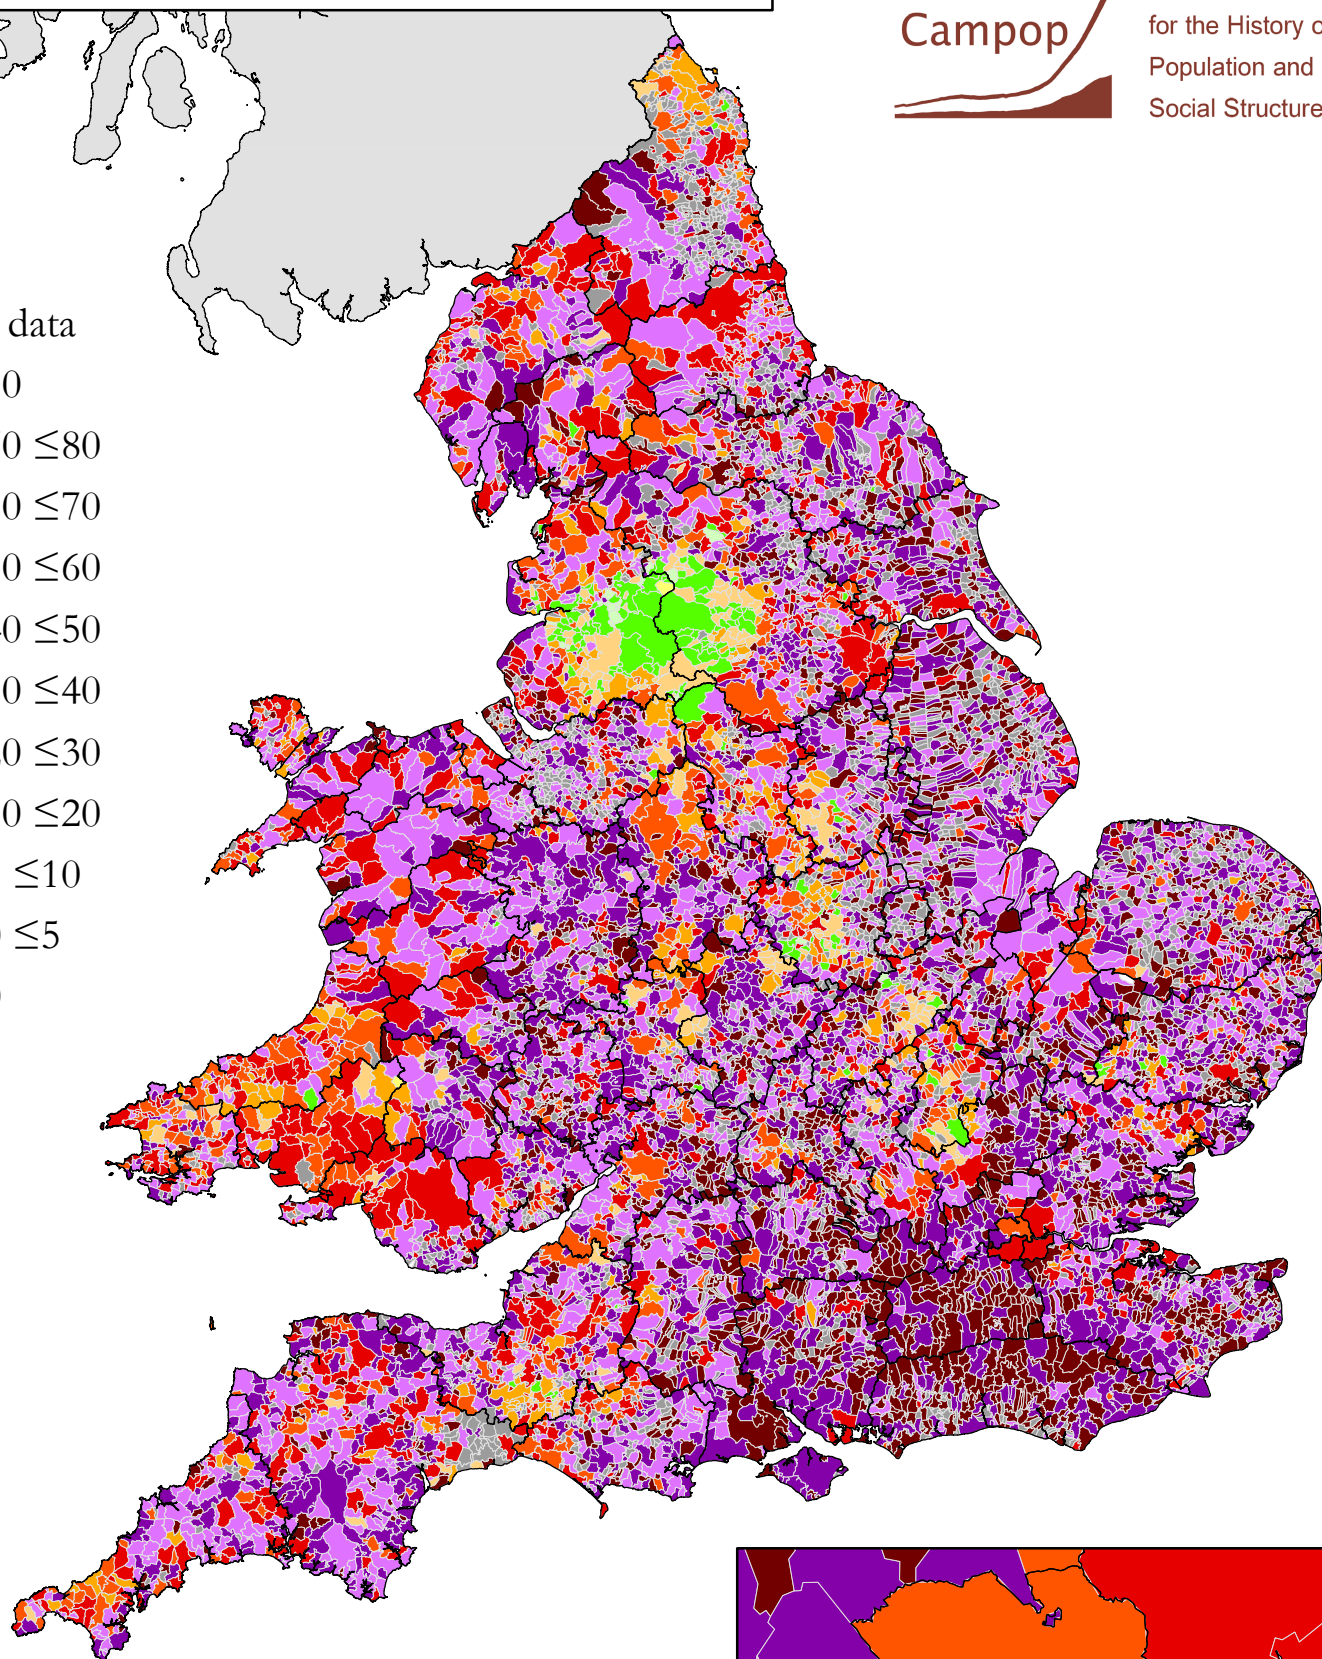 Campop
for the History o
Population and
Social Structure
data
0
0 ≤80
0 ≤70
0 ≤60
0 ≤50
0 ≤40
0 ≤30
0 ≤20
≤10
≤5